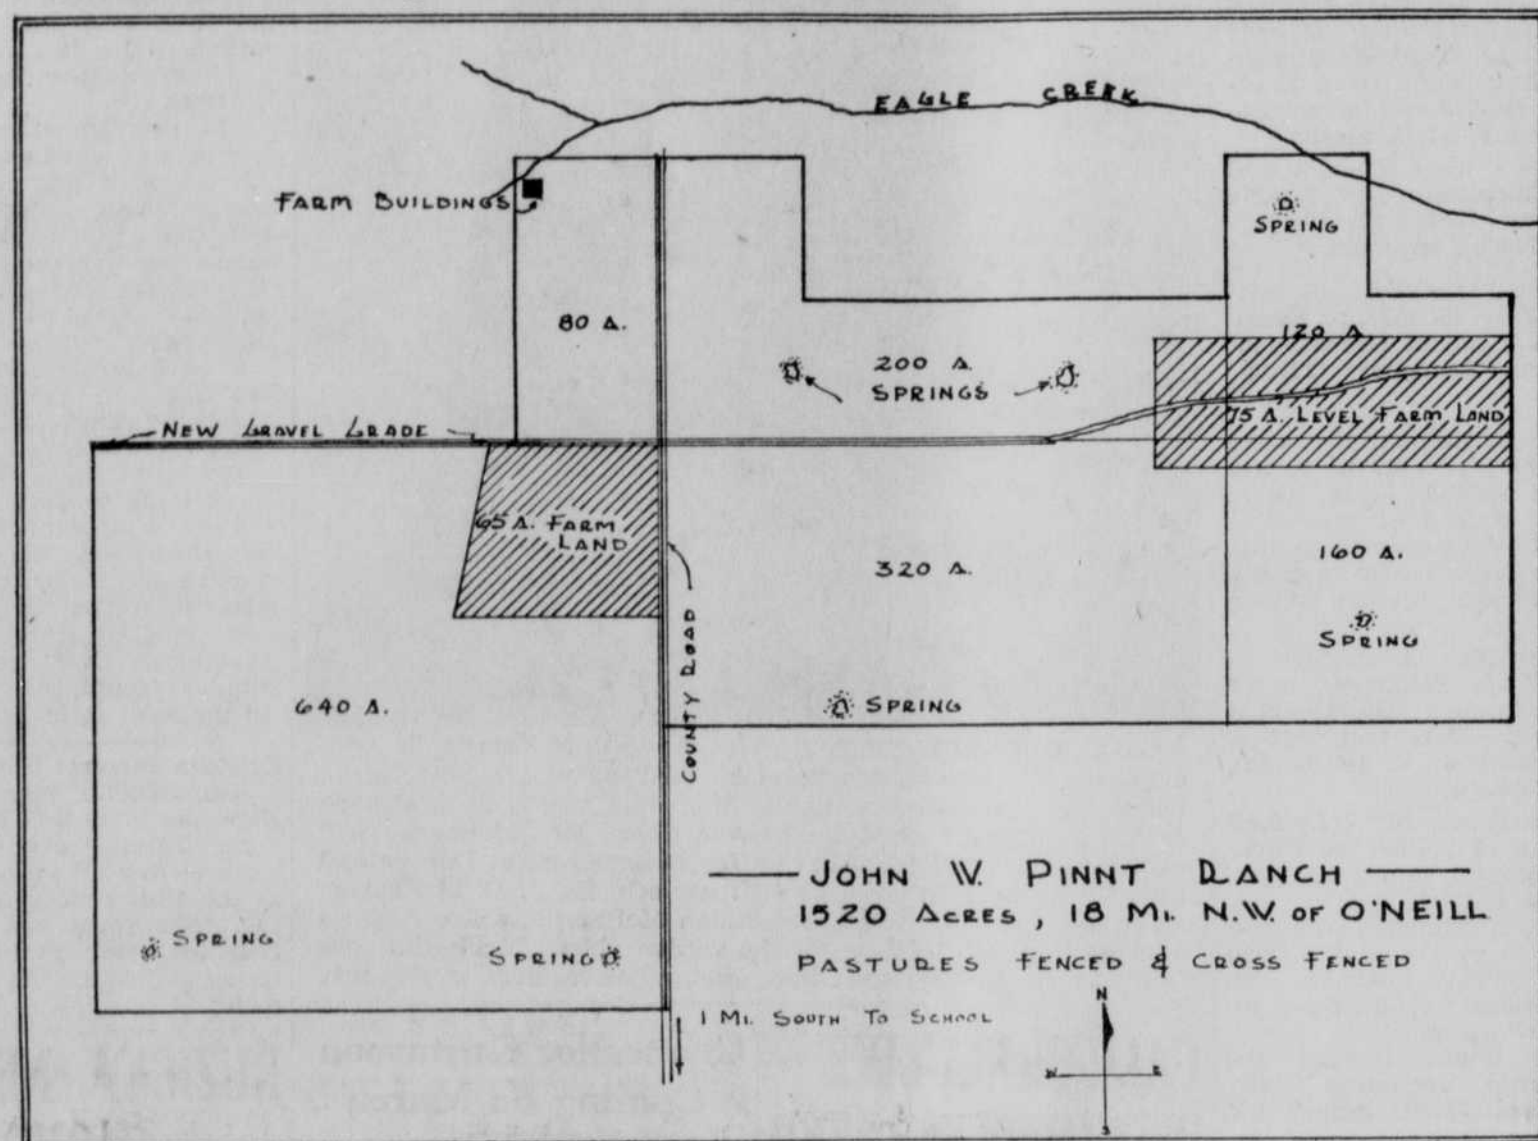 EAGLE CREEK
FARM BUILDINGS
SPRING
80 A.
120 A
200 A.
SPRINGS
NEW GRAVEL GRADE
75 A. LEVEL FARM LAND
65 A. FARM
LAND
320 A.
160 A.
SPRING
COUNTY ROAD
640 A.
SPRING
JOHN W. PINNT RANCH
1520 ACRES, 18 MI. N.W. OF O'NEILL
PASTURES FENCED & CROSS FENCED
SPRING
SPRING
1 MI. SOUTH TO SCHOOL
N
W E
S